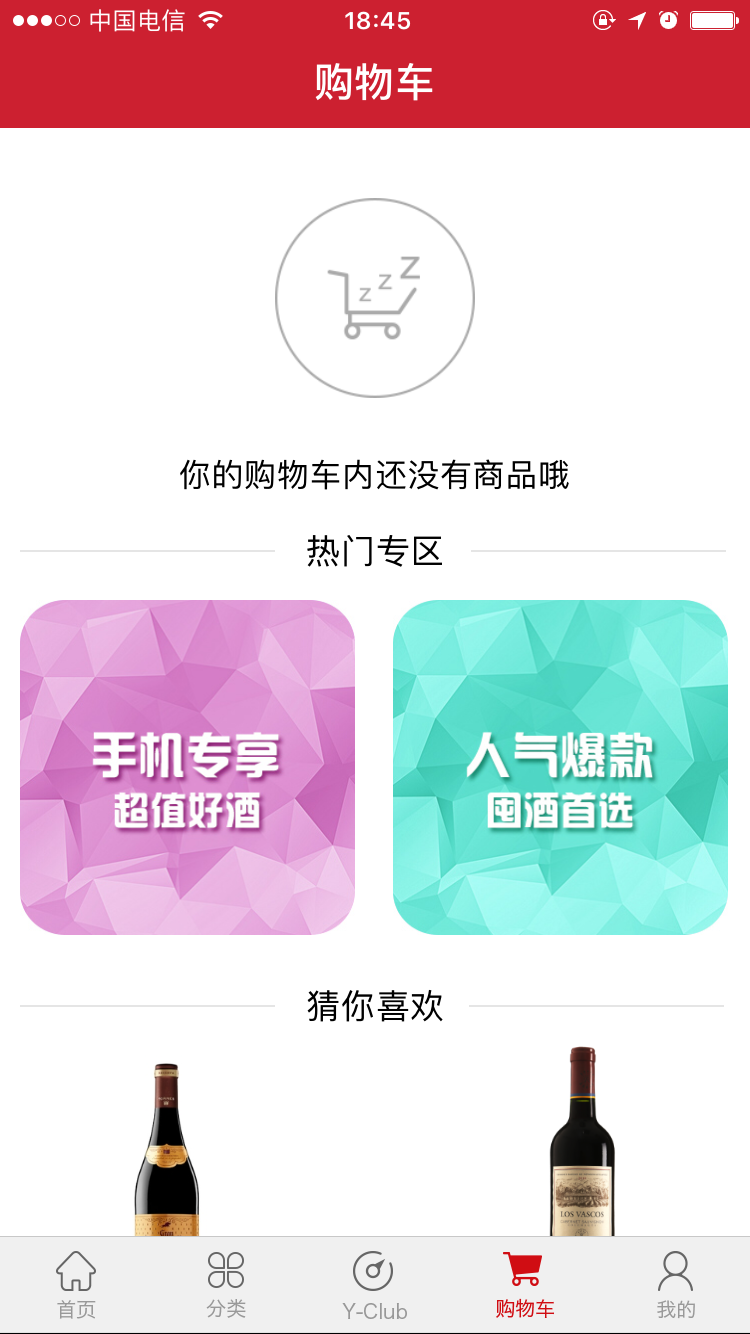 中国电信
18:45
购物车
z z Z
你的购物车内还没有商品哦
热门专区
手机专享
超值好酒
人气爆款
囤酒首选
猜你喜欢
LOS VASCOS
首页
分类
Y-Club
购物车
我的